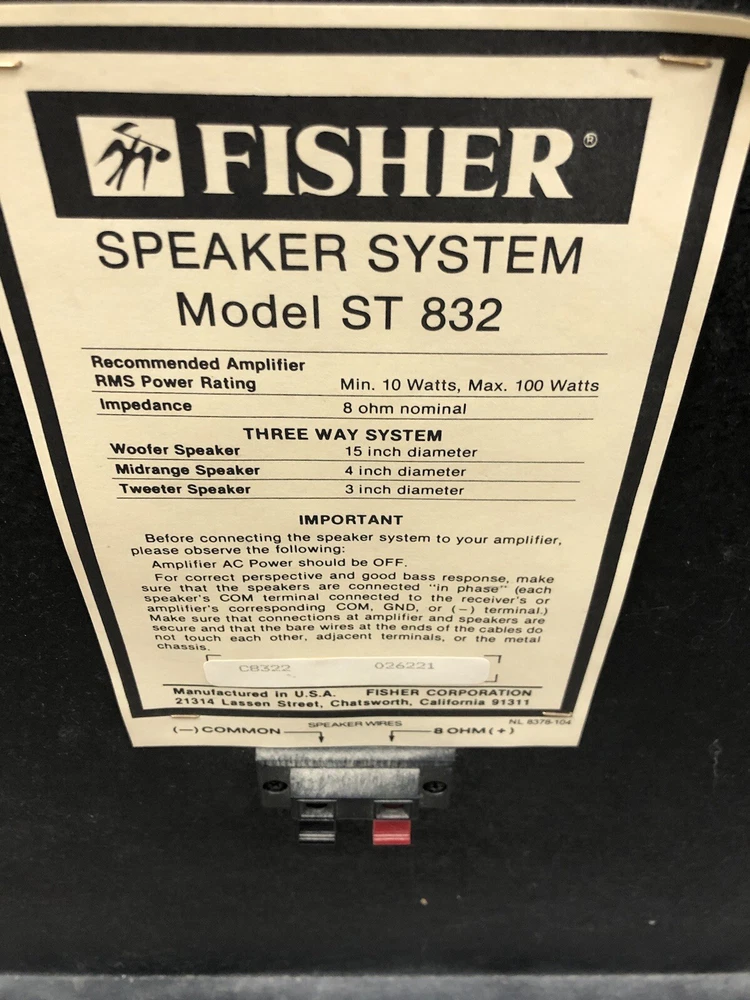 FISHER®
SPEAKER SYSTEM
Model ST 832
Recommended Amplifier
RMS Power Rating Min. 10 Watts, Max. 100 Watts
Impedance 8 ohm nominal
THREE WAY SYSTEM
Woofer Speaker 15 inch diameter
Midrange Speaker 4 inch diameter
Tweeter Speaker 3 inch diameter
IMPORTANT
Before connecting the speaker system to your amplifier,
please observe the following:
Amplifier AC Power should be OFF.
For correct perspective and good bass response, make
sure that the speakers are connected "in phase" (each
speaker's COM terminal connected to the receiver's or
amplifier's corresponding COM, GND, or (−) terminal.)
Make sure that connections at amplifier and speakers are
secure and that the bare wires at the ends of the cables do
not touch each other, adjacent terminals, or the metal
chassis.
C8322 026221
Manufactured in U.S.A. FISHER CORPORATION
21314 Lassen Street, Chatsworth, California 91311
NL 8378-104
SPEAKER WIRES
(—) COMMON 8 OHM (+)